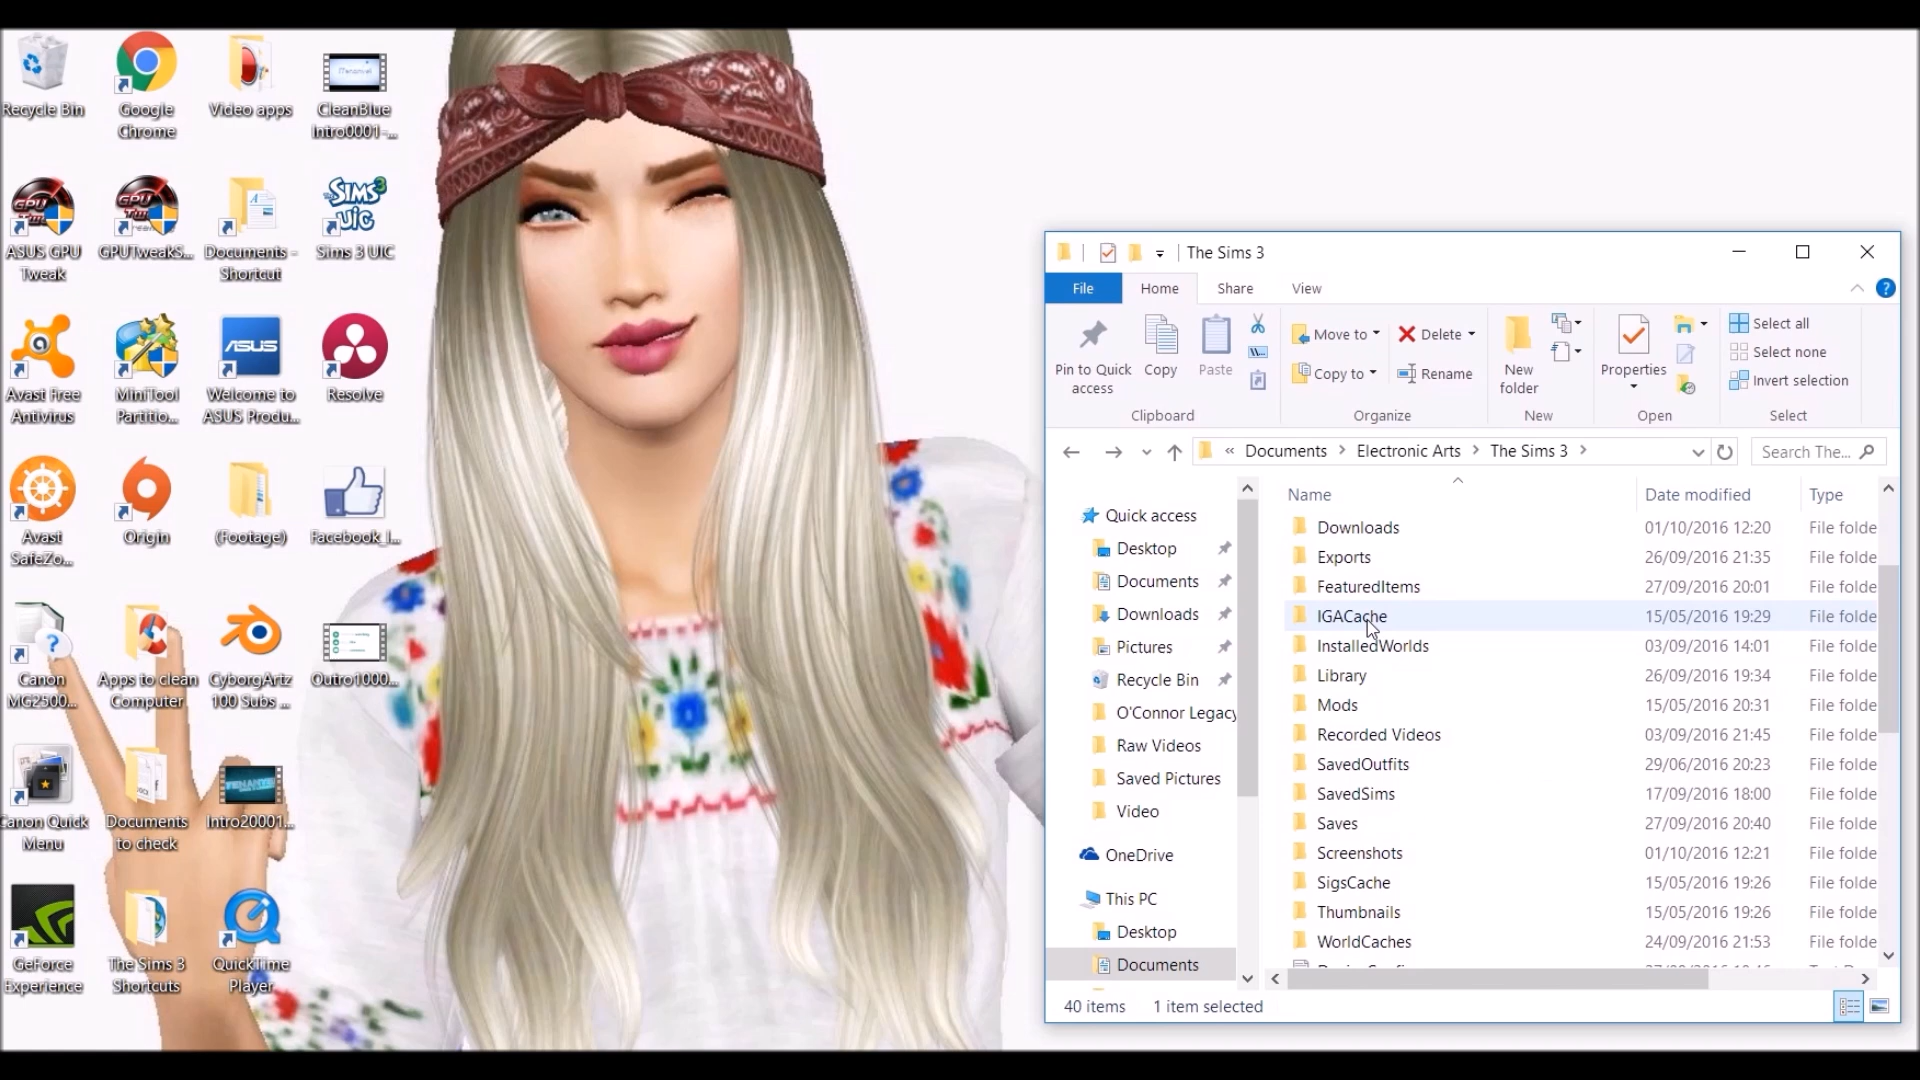 Recycle Bin
Google
Chrome
Video apps
CleanBlue
Intro0001-...
ASUS GPU
Tweak
GPUTweakS...
Documents -
Shortcut
SIMS 3
UIC
Sims 3 UIC
Avast Free
Antivirus
MiniTool
Partitio...
ASUS
Welcome to
ASUS Produ...
Resolve
Avast
SafeZo...
Origin
(Footage)
Facebook_l...
Canon
MG2500...
Apps to clean
Computer
CyborgArtz
100 Subs ...
Outro1000...
Canon Quick
Menu
Documents
to check
Intro20001...
GeForce
Experience
The Sims 3
Shortcuts
QuickTime
Player
The Sims 3
File
Home
Share
View
Pin to Quick
access
Copy
Paste
Clipboard
Move to
Copy to
Delete
Rename
Organize
New
folder
New
Properties
Open
Select all
Select none
Invert selection
Select
« Documents > Electronic Arts > The Sims 3 >
Search The...
Quick access
Desktop
Documents
Downloads
Pictures
Recycle Bin
O'Connor Legacy
Raw Videos
Saved Pictures
Video
OneDrive
This PC
Desktop
Documents
Name Date modified Type
Downloads 01/10/2016 12:20 File folde
Exports 26/09/2016 21:35 File folde
FeaturedItems 27/09/2016 20:01 File folde
IGACache 15/05/2016 19:29 File folde
InstalledWorlds 03/09/2016 14:01 File folde
Library 26/09/2016 19:34 File folde
Mods 15/05/2016 20:31 File folde
Recorded Videos 03/09/2016 21:45 File folde
SavedOutfits 29/06/2016 20:23 File folde
SavedSims 17/09/2016 18:00 File folde
Saves 27/09/2016 20:40 File folde
Screenshots 01/10/2016 12:21 File folde
SigsCache 15/05/2016 19:26 File folde
Thumbnails 15/05/2016 19:26 File folde
WorldCaches 24/09/2016 21:53 File folde
40 items 1 item selected